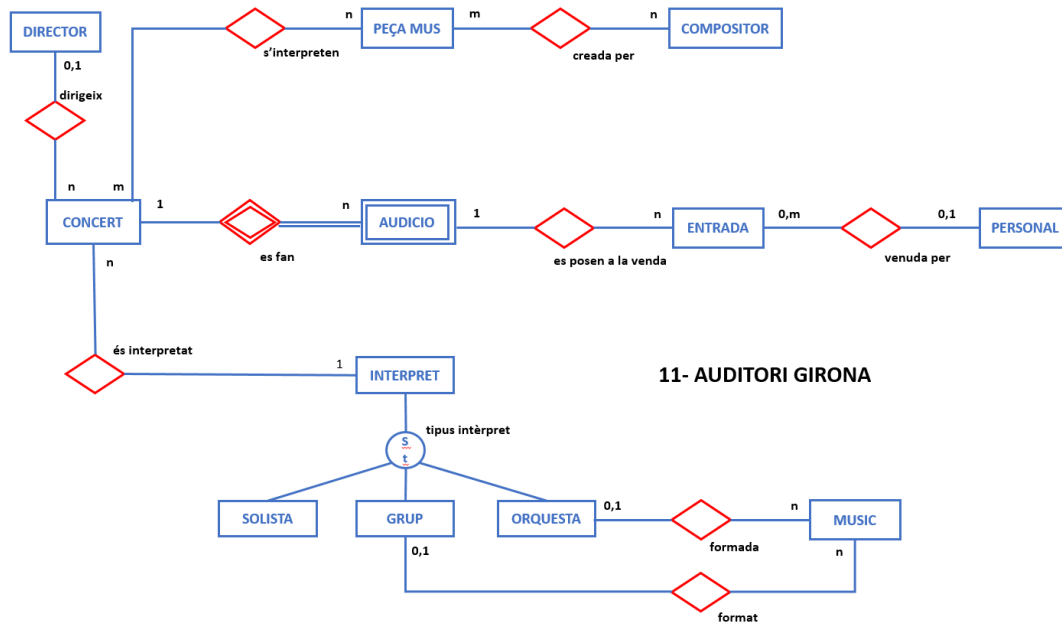 DIRECTOR
0,1
dirigeix
n
m
n
s'interpreten
PEÇA MUS
m
n
creada per
COMPOSITOR
CONCERT
1
n
es fan
AUDICIO
1
n
es posen a la venda
ENTRADA
0,m
0,1
venuda per
PERSONAL
n
és interpretat
1
INTERPRET
11- AUDITORI GIRONA
tipus intèrpret
S
t
SOLISTA
GRUP
ORQUESTA
0,1
n
formada
MUSIC
0,1
n
format